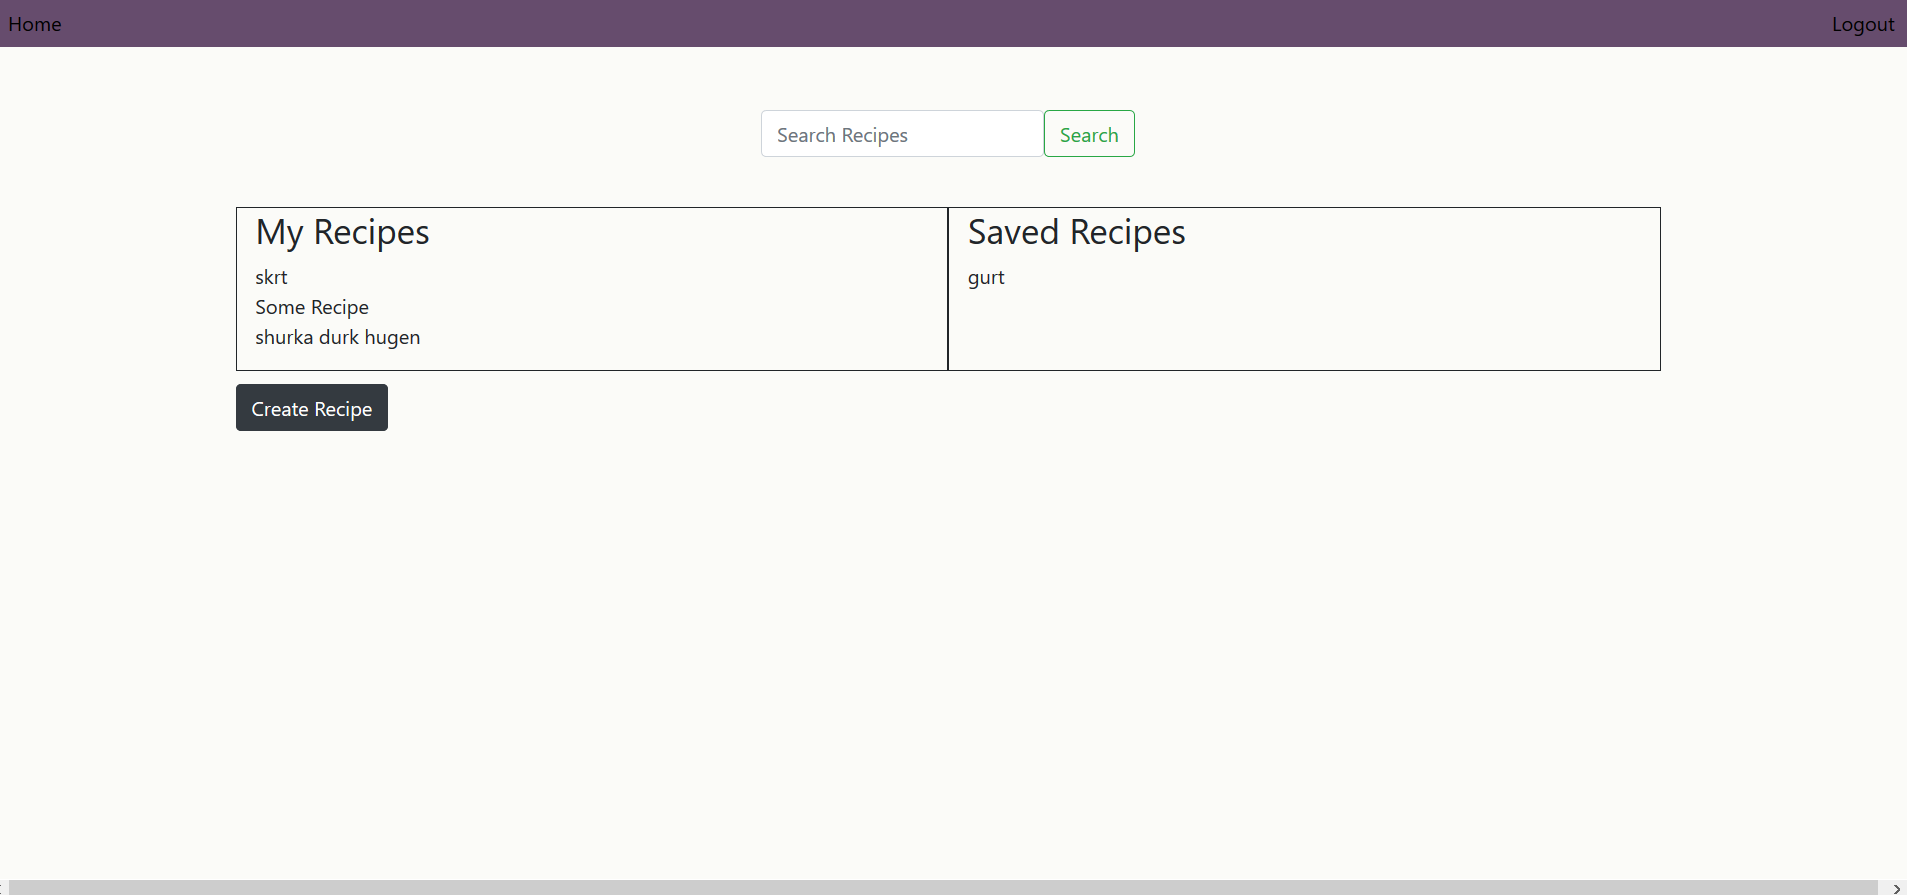 Home
Logout
Search Recipes
Search
My Recipes
skrt
Some Recipe
shurka durk hugen
Saved Recipes
gurt
Create Recipe